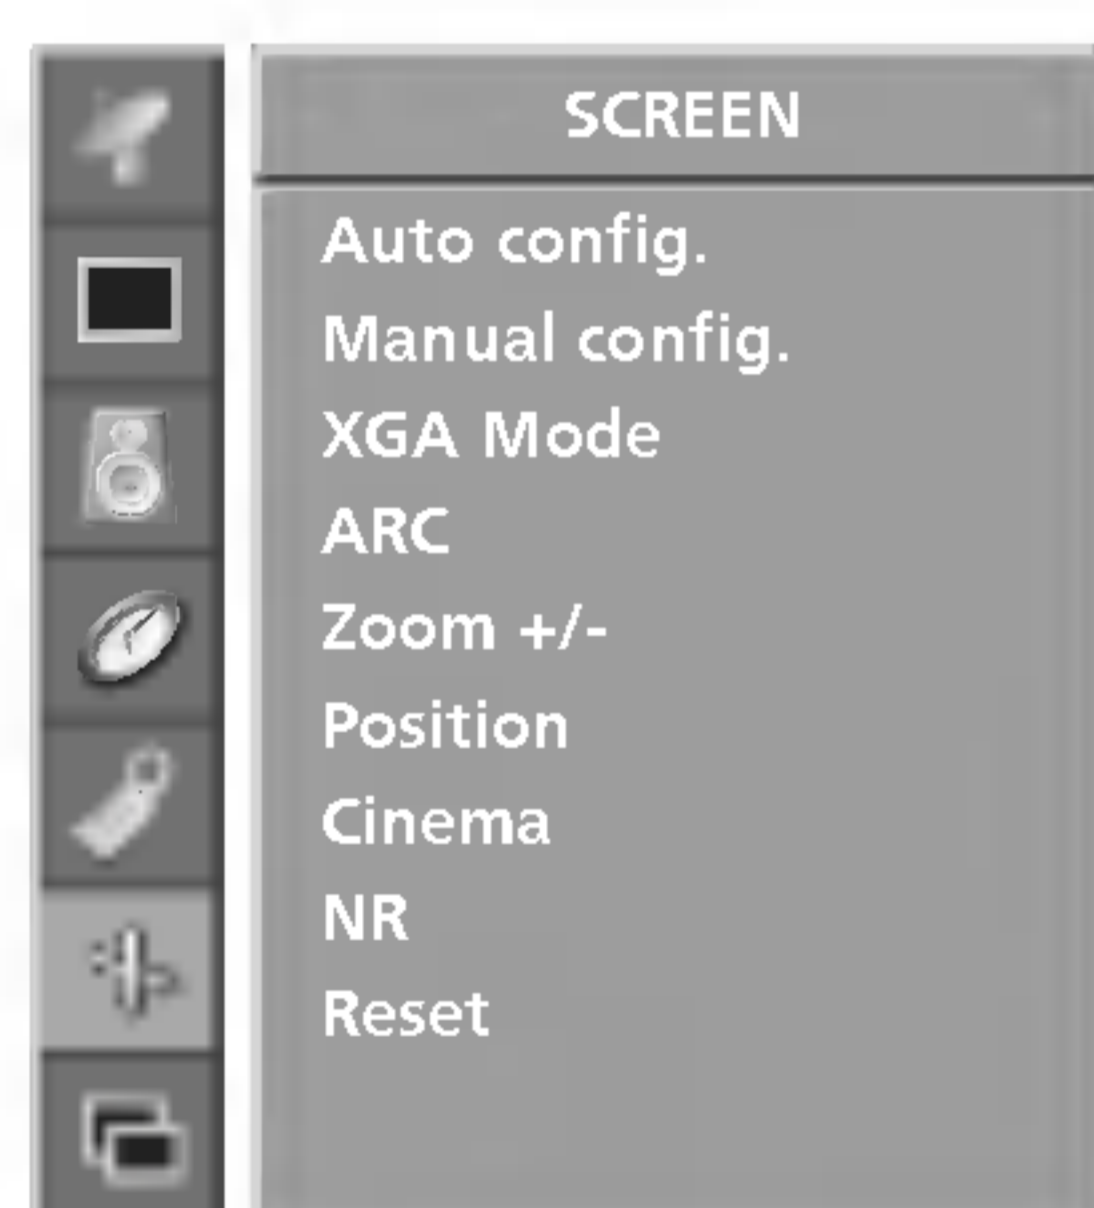 SCREEN
Auto config.
Manual config.
XGA Mode
ARC
Zoom +/-
Position
Cinema
NR
Reset